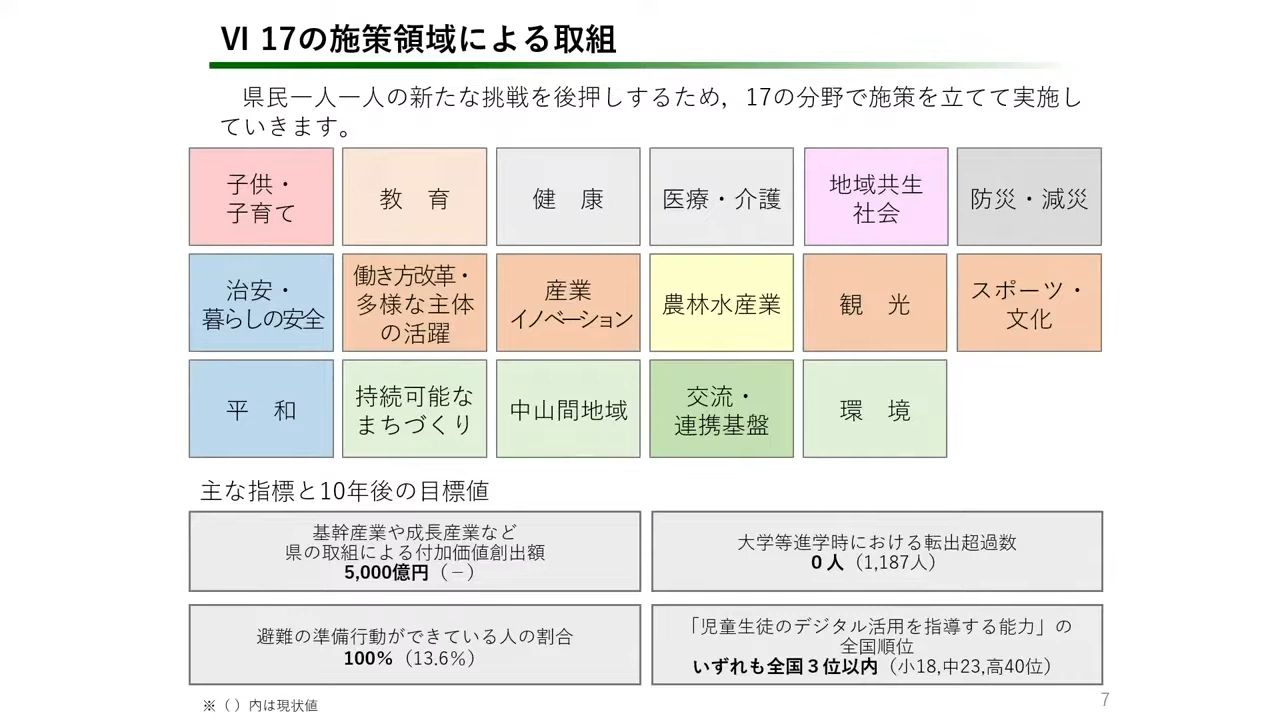 Ⅵ 17の施策領域による取組
県民一人一人の新たな挑戦を後押しするため，17の分野で施策を立てて実施し
ていきます。
子供・
子育て
教　育
健　康
医療・介護
地域共生
社会
防災・減災
治安・
暮らしの安全
働き方改革・
多様な主体
の活躍
産業
イノベーション
農林水産業
観　光
スポーツ・
文化
平　和
持続可能な
まちづくり
中山間地域
交流・
連携基盤
環　境
主な指標と10年後の目標値
基幹産業や成長産業など
県の取組による付加価値創出額
5,000億円（－）
大学等進学時における転出超過数
０人（1,187人）
避難の準備行動ができている人の割合
100%（13.6%）
「児童生徒のデジタル活用を指導する能力」の
全国順位
いずれも全国３位以内（小18,中23,高40位）
※（ ）内は現状値
7